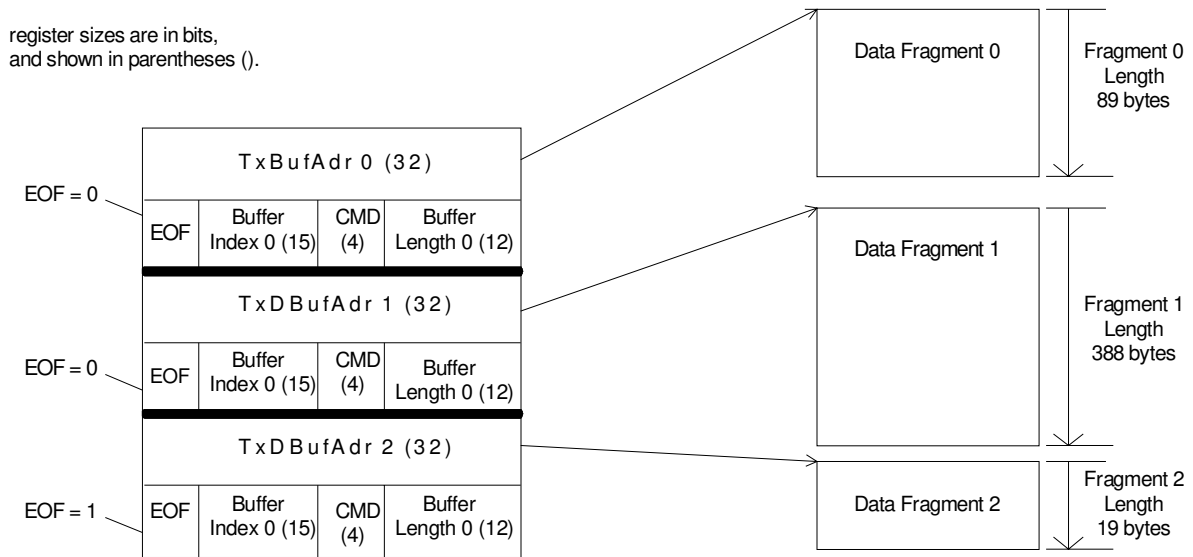 register sizes are in bits,
and shown in parentheses ().
TxBufAdr 0 (32)
EOF = 0
EOF
Buffer
Index 0 (15)
CMD
(4)
Buffer
Length 0 (12)
TxDBufAdr 1 (32)
EOF = 0
EOF
Buffer
Index 0 (15)
CMD
(4)
Buffer
Length 0 (12)
TxDBufAdr 2 (32)
EOF = 1
EOF
Buffer
Index 0 (15)
CMD
(4)
Buffer
Length 0 (12)
Data Fragment 0
Fragment 0
Length
89 bytes
Data Fragment 1
Fragment 1
Length
388 bytes
Data Fragment 2
Fragment 2
Length
19 bytes